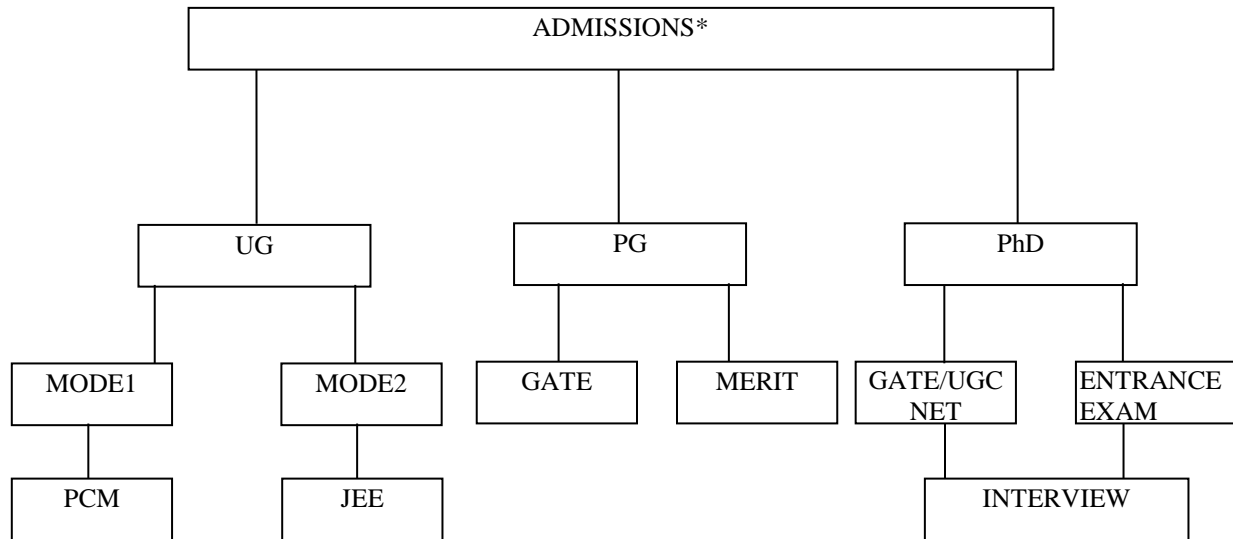 ADMISSIONS*
UG
PG
PhD
MODE1
MODE2
GATE
MERIT
GATE/UGC
NET
ENTRANCE
EXAM
PCM
JEE
INTERVIEW